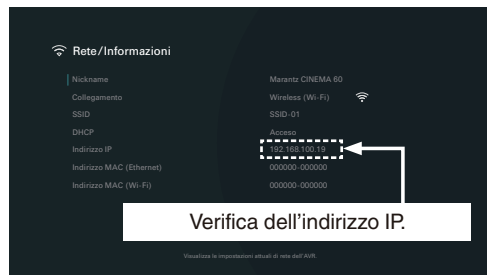 Rete/Informazioni
Nickname Marantz CINEMA 60
Collegamento Wireless (Wi-Fi)
SSID SSID-01
DHCP Acceso
Indirizzo IP 192.168.100.19
Indirizzo MAC (Ethernet) 000000-000000
Indirizzo MAC (Wi-Fi) 000000-000000
Verifica dell'indirizzo IP.
Visualizza le impostazioni attuali di rete dell'AVR.